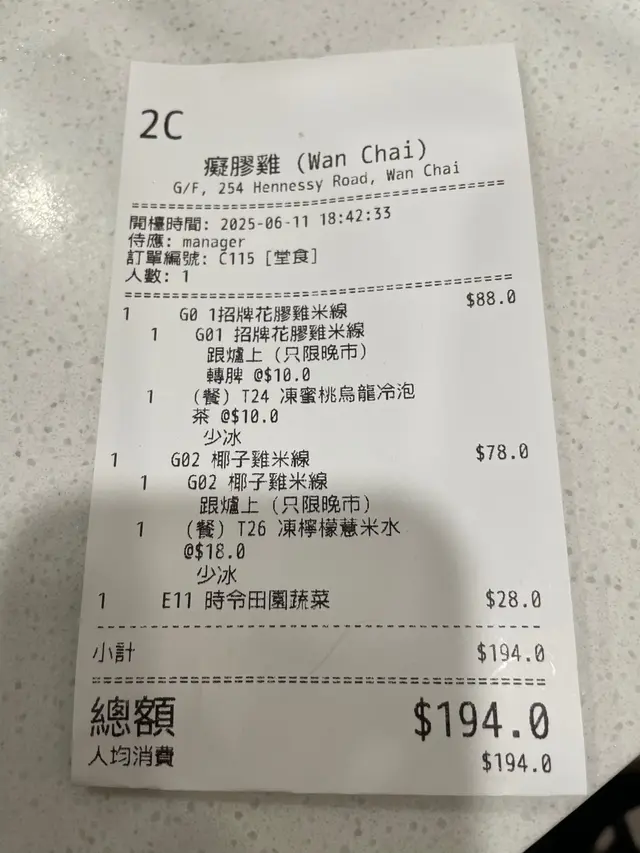 2C
癡膠雞 (Wan Chai)
G/F, 254 Hennessy Road, Wan Chai
開檯時間: 2025-06-11 18:42:33
侍應: manager
訂單編號: C115 [堂食]
人數: 1
1 G0 1招牌花膠雞米線 $88.0
1 G01 招牌花膠雞米線
跟爐上 (只限晚市)
轉脾 @$10.0
1 (餐) T24 凍蜜桃烏龍冷泡
茶 @$10.0
少冰
1 G02 椰子雞米線 $78.0
1 G02 椰子雞米線
跟爐上 (只限晚市)
1 (餐) T26 凍檸檬薏米水
@$18.0
少冰
1 E11 時令田園蔬菜 $28.0
小計 $194.0
總額 $194.0
人均消費 $194.0